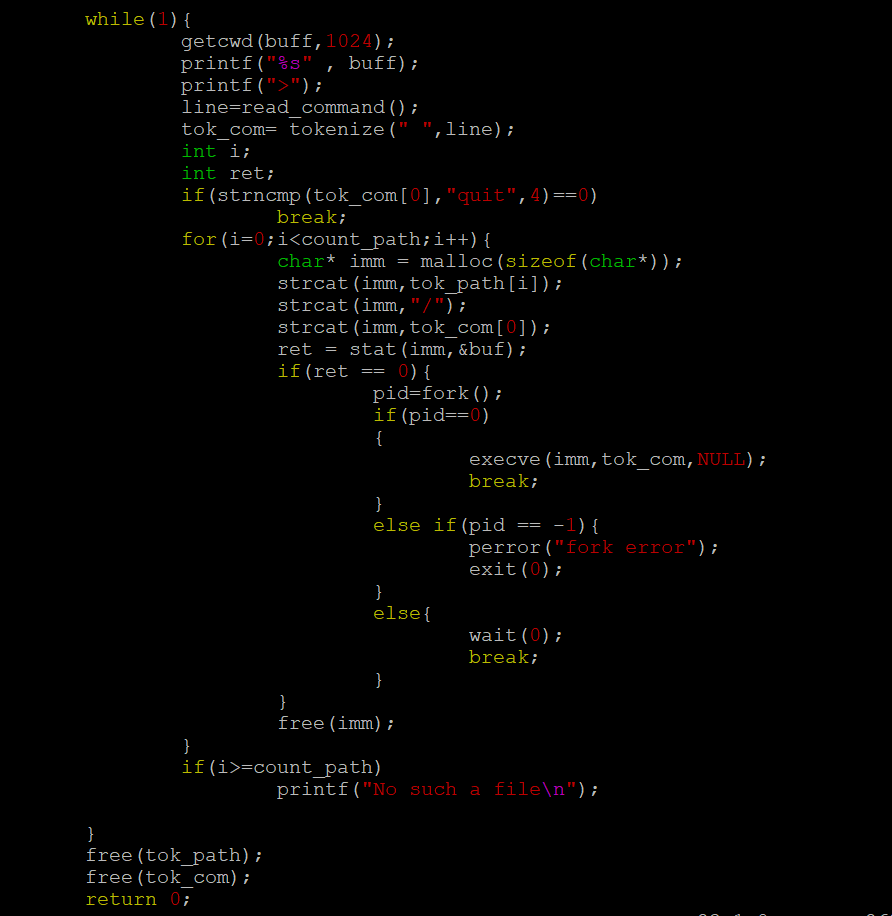 while(1){
getcwd(buff,1024);
printf("%s" , buff);
printf(">");
line=read_command();
tok_com= tokenize(" ",line);
int i;
int ret;
if(strncmp(tok_com[0],"quit",4)==0)
break;
for(i=0;i<count_path;i++){
char* imm = malloc(sizeof(char*));
strcat(imm,tok_path[i]);
strcat(imm,"/");
strcat(imm,tok_com[0]);
ret = stat(imm,&buf);
if(ret == 0){
pid=fork();
if(pid==0)
{
execve(imm,tok_com,NULL);
break;
}
else if(pid == -1){
perror("fork error");
exit(0);
}
else{
wait(0);
break;
}
}
free(imm);
}
if(i>=count_path)
printf("No such a file\n");
}
free(tok_path);
free(tok_com);
return 0;